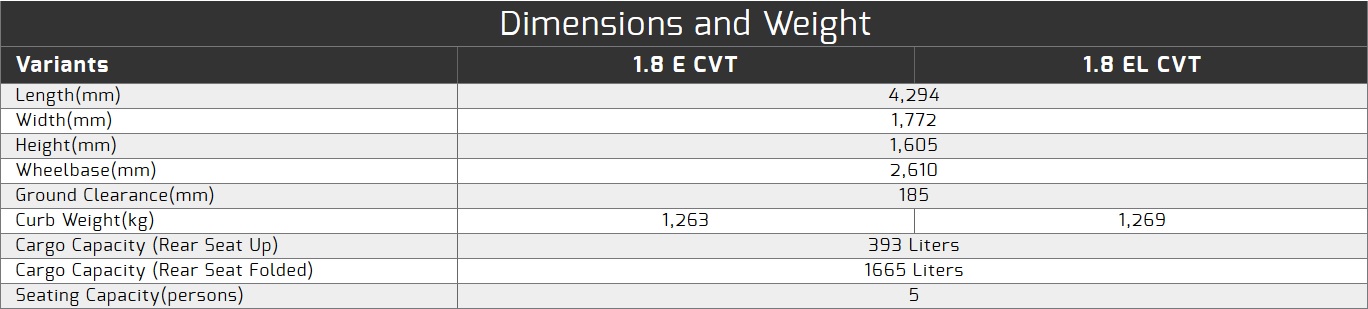 Dimensions and Weight
Variants 1.8 E CVT 1.8 EL CVT
Length(mm) 4,294
Width(mm) 1,772
Height(mm) 1,605
Wheelbase(mm) 2,610
Ground Clearance(mm) 185
Curb Weight(kg) 1,263 1,269
Cargo Capacity (Rear Seat Up) 393 Liters
Cargo Capacity (Rear Seat Folded) 1665 Liters
Seating Capacity(persons) 5